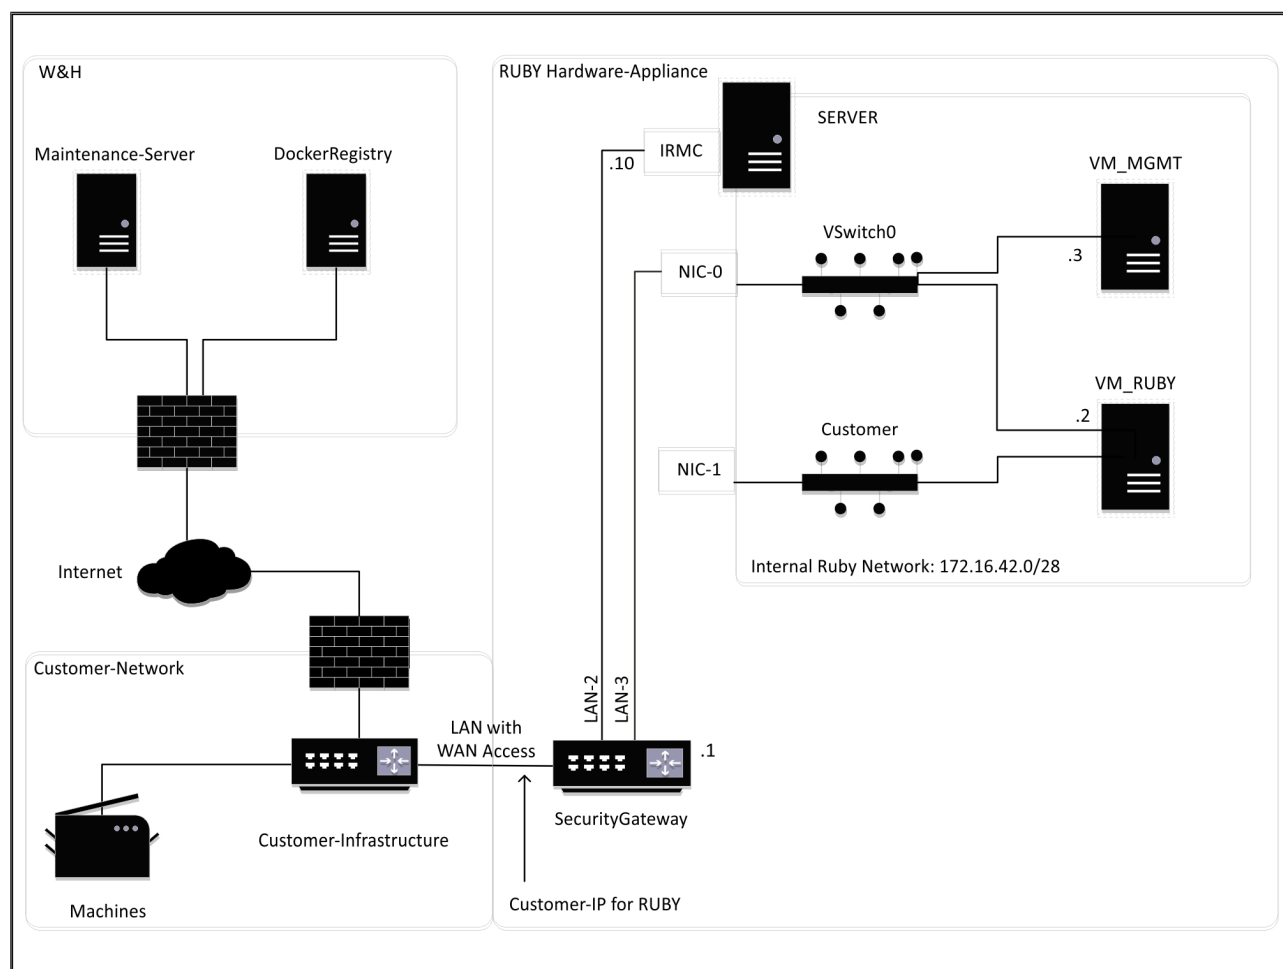 W&H
RUBY Hardware-Appliance
SERVER
Maintenance-Server
DockerRegistry
IRMC
.10
VM_MGMT
VSwitch0
.3
NIC-0
VM_RUBY
.2
Customer
NIC-1
Internal Ruby Network: 172.16.42.0/28
Internet
Customer-Network
LAN-2
LAN-3
LAN with
WAN Access
.1
SecurityGateway
Customer-Infrastructure
Customer-IP for RUBY
Machines